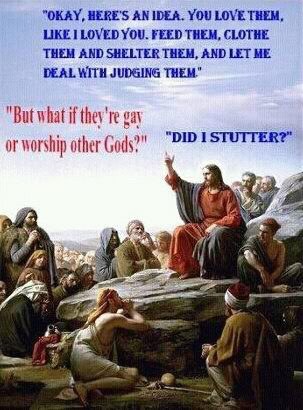 "OKAY, HERE'S AN IDEA. YOU LOVE THEM,
LIKE I LOVED YOU. FEED THEM, CLOTHE
THEM AND SHELTER THEM, AND LET ME
DEAL WITH JUDGING THEM."
"But what if they're gay
or worship other Gods?"
"DID I STUTTER?"